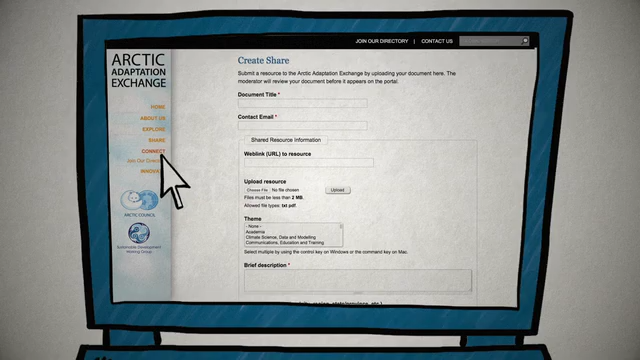 JOIN OUR DIRECTORY | CONTACT US
ARCTIC
ADAPTATION
EXCHANGE
HOME
ABOUT US
EXPLORE
SHARE
CONNECT
Join Our
INNOVA
ARCTIC COUNCIL
Sustainable Development
Working Group
Create Share
Submit a resource to the Arctic Adaptation Exchange by uploading your document here. The
moderator will review your document before it appears on the portal.
Document Title *
Contact Email *
Shared Resource Information
Weblink (URL) to resource
Upload resource
Choose File No file chosen Upload
Files must be less than 2 MB.
Allowed file types: txt pdf.
Theme
- None -
Academia
Climate Science, Data and Modelling
Communications, Education and Training
Select multiple by using the control key on Windows or the command key on Mac.
Brief description *